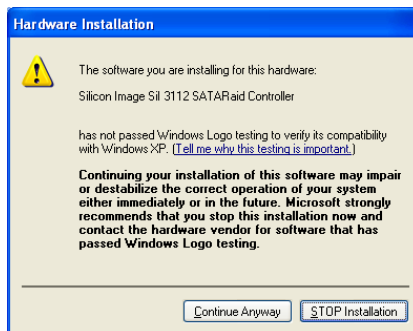 Hardware Installation
The software you are installing for this hardware:
Silicon Image SiI 3112 SATARaid Controller
has not passed Windows Logo testing to verify its compatibility
with Windows XP. (Tell me why this testing is important.)
Continuing your installation of this software may impair
or destabilize the correct operation of your system
either immediately or in the future. Microsoft strongly
recommends that you stop this installation now and
contact the hardware vendor for software that has
passed Windows Logo testing.
Continue Anyway
STOP Installation